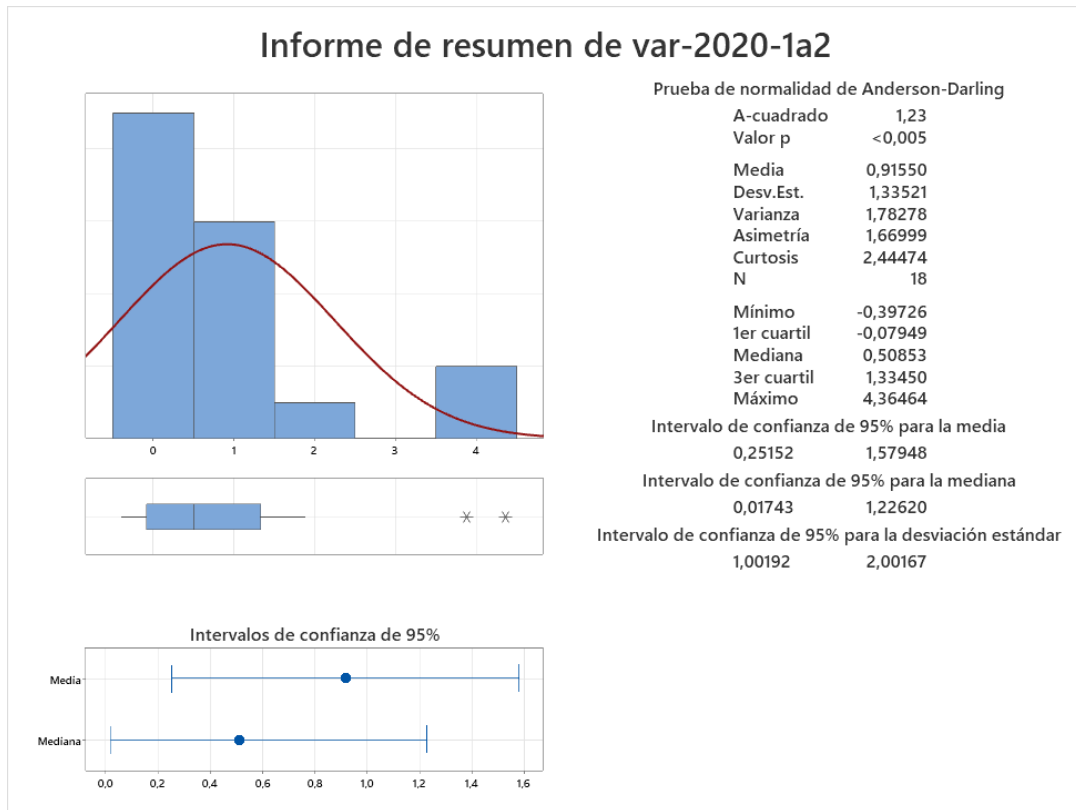 Informe de resumen de var-2020-1a2
Prueba de normalidad de Anderson-Darling
A-cuadrado 1,23
Valor p <0,005
Media 0,91550
Desv.Est. 1,33521
Varianza 1,78278
Asimetría 1,66999
Curtosis 2,44474
N 18
Mínimo -0,39726
1er cuartil -0,07949
Mediana 0,50853
3er cuartil 1,33450
Máximo 4,36464
Intervalo de confianza de 95% para la media
0,25152 1,57948
Intervalo de confianza de 95% para la mediana
0,01743 1,22620
Intervalo de confianza de 95% para la desviación estándar
1,00192 2,00167
0 1 2 3 4
Intervalos de confianza de 95%
Media
Mediana
0,0 0,2 0,4 0,6 0,8 1,0 1,2 1,4 1,6